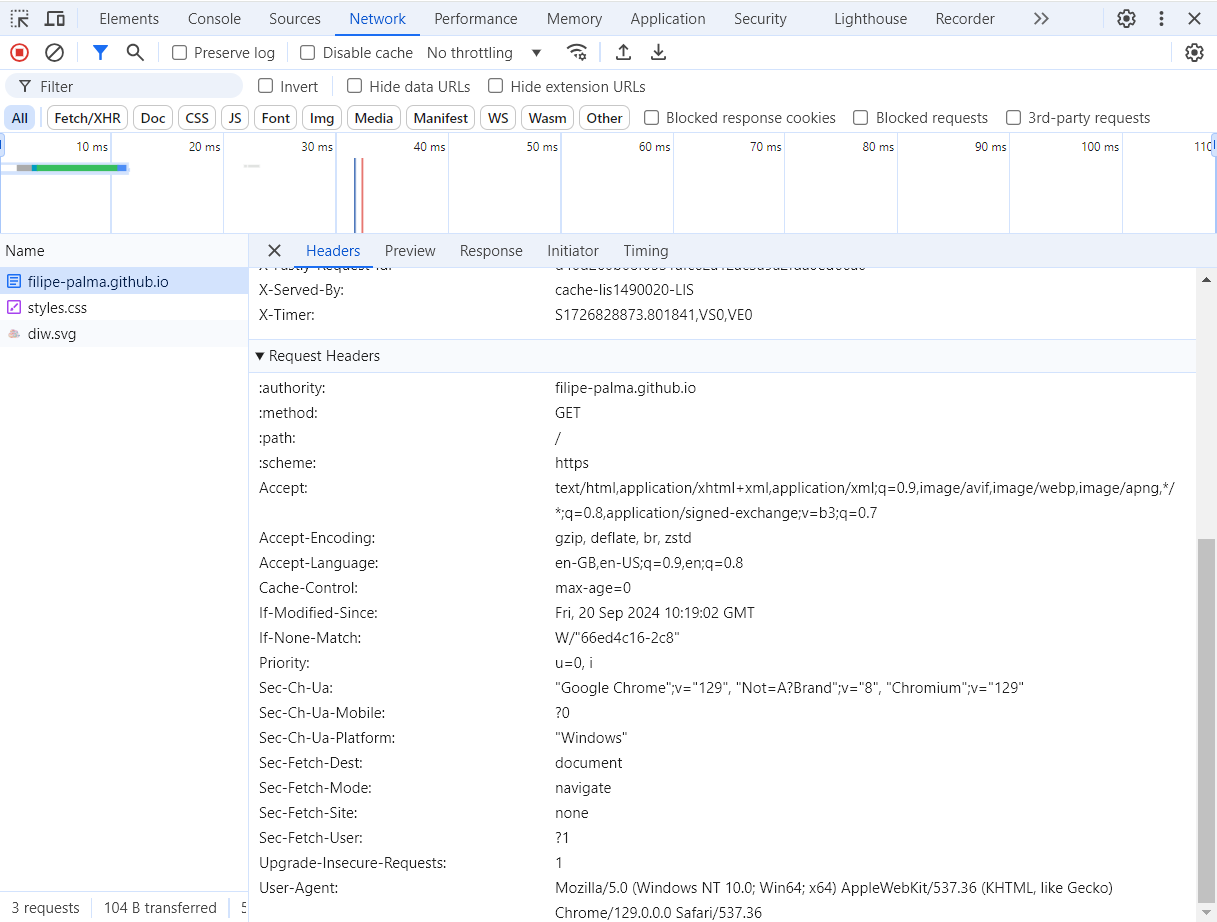 Elements Console Sources Network Performance Memory Application Security Lighthouse Recorder
Preserve log Disable cache No throttling
Filter Invert Hide data URLs Hide extension URLs
All Fetch/XHR Doc CSS JS Font Img Media Manifest WS Wasm Other Blocked response cookies Blocked requests 3rd-party requests
10 ms 20 ms 30 ms 40 ms 50 ms 60 ms 70 ms 80 ms 90 ms 100 ms 110
Name
filipe-palma.github.io
styles.css
diw.svg
3 requests 104 B transferred 5
Headers Preview Response Initiator Timing
X-Served-By: cache-lis1490020-LIS
X-Timer: S1726828873.801841,VS0,VE0
Request Headers
:authority: filipe-palma.github.io
:method: GET
:path: /
:scheme: https
Accept: text/html,application/xhtml+xml,application/xml;q=0.9,image/avif,image/webp,image/apng,*/
*;q=0.8,application/signed-exchange;v=b3;q=0.7
Accept-Encoding: gzip, deflate, br, zstd
Accept-Language: en-GB,en-US;q=0.9,en;q=0.8
Cache-Control: max-age=0
If-Modified-Since: Fri, 20 Sep 2024 10:19:02 GMT
If-None-Match: W/"66ed4c16-2c8"
Priority: u=0, i
Sec-Ch-Ua: "Google Chrome";v="129", "Not=A?Brand";v="8", "Chromium";v="129"
Sec-Ch-Ua-Mobile: ?0
Sec-Ch-Ua-Platform: "Windows"
Sec-Fetch-Dest: document
Sec-Fetch-Mode: navigate
Sec-Fetch-Site: none
Sec-Fetch-User: ?1
Upgrade-Insecure-Requests: 1
User-Agent: Mozilla/5.0 (Windows NT 10.0; Win64; x64) AppleWebKit/537.36 (KHTML, like Gecko)
Chrome/129.0.0.0 Safari/537.36